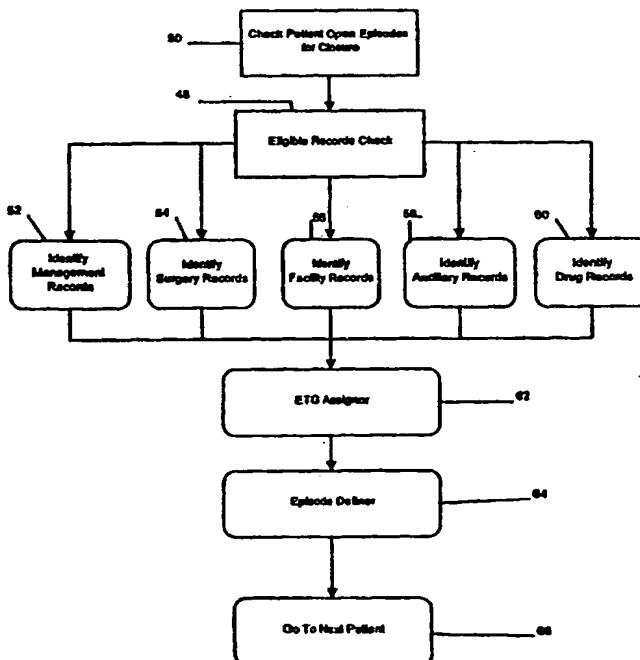 50
Check Patient Open Episodes
for Closure
48
Eligible Records Check
52
Identify
Management
Records
54
Identify
Surgery Records
56
Identify
Facility Records
58
Identify
Ancillary Records
60
Identify
Drug Records
ETG Assignor
62
Episode Definer
64
Go To Next Patient
66